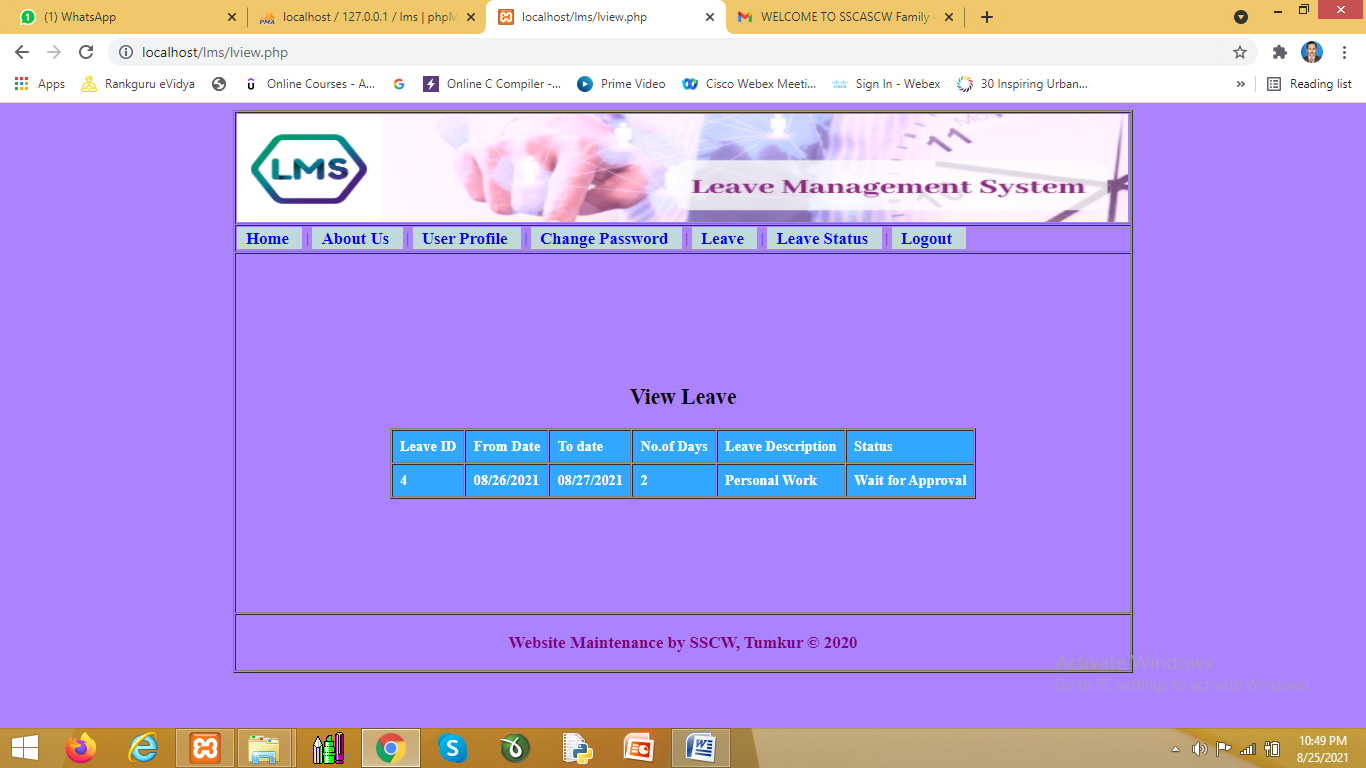 (1) WhatsApp
localhost / 127.0.0.1 / lms | phpM
localhost/lms/lview.php
WELCOME TO SSCASCW Family
localhost/lms/lview.php
Apps Rankguru eVidya Online Courses - A... Online C Compiler -... Prime Video Cisco Webex Meeti... Sign In - Webex 30 Inspiring Urban... » Reading list
LMS
11
Leave Management System
Home | About Us | User Profile | Change Password | Leave | Leave Status | Logout
View Leave
Leave ID From Date To date No.of Days Leave Description Status
4 08/26/2021 08/27/2021 2 Personal Work Wait for Approval
Website Maintenance by SSCW, Tumkur © 2020
Activate Windows
Go to PC settings to activate Windows.
10:49 PM
8/25/2021